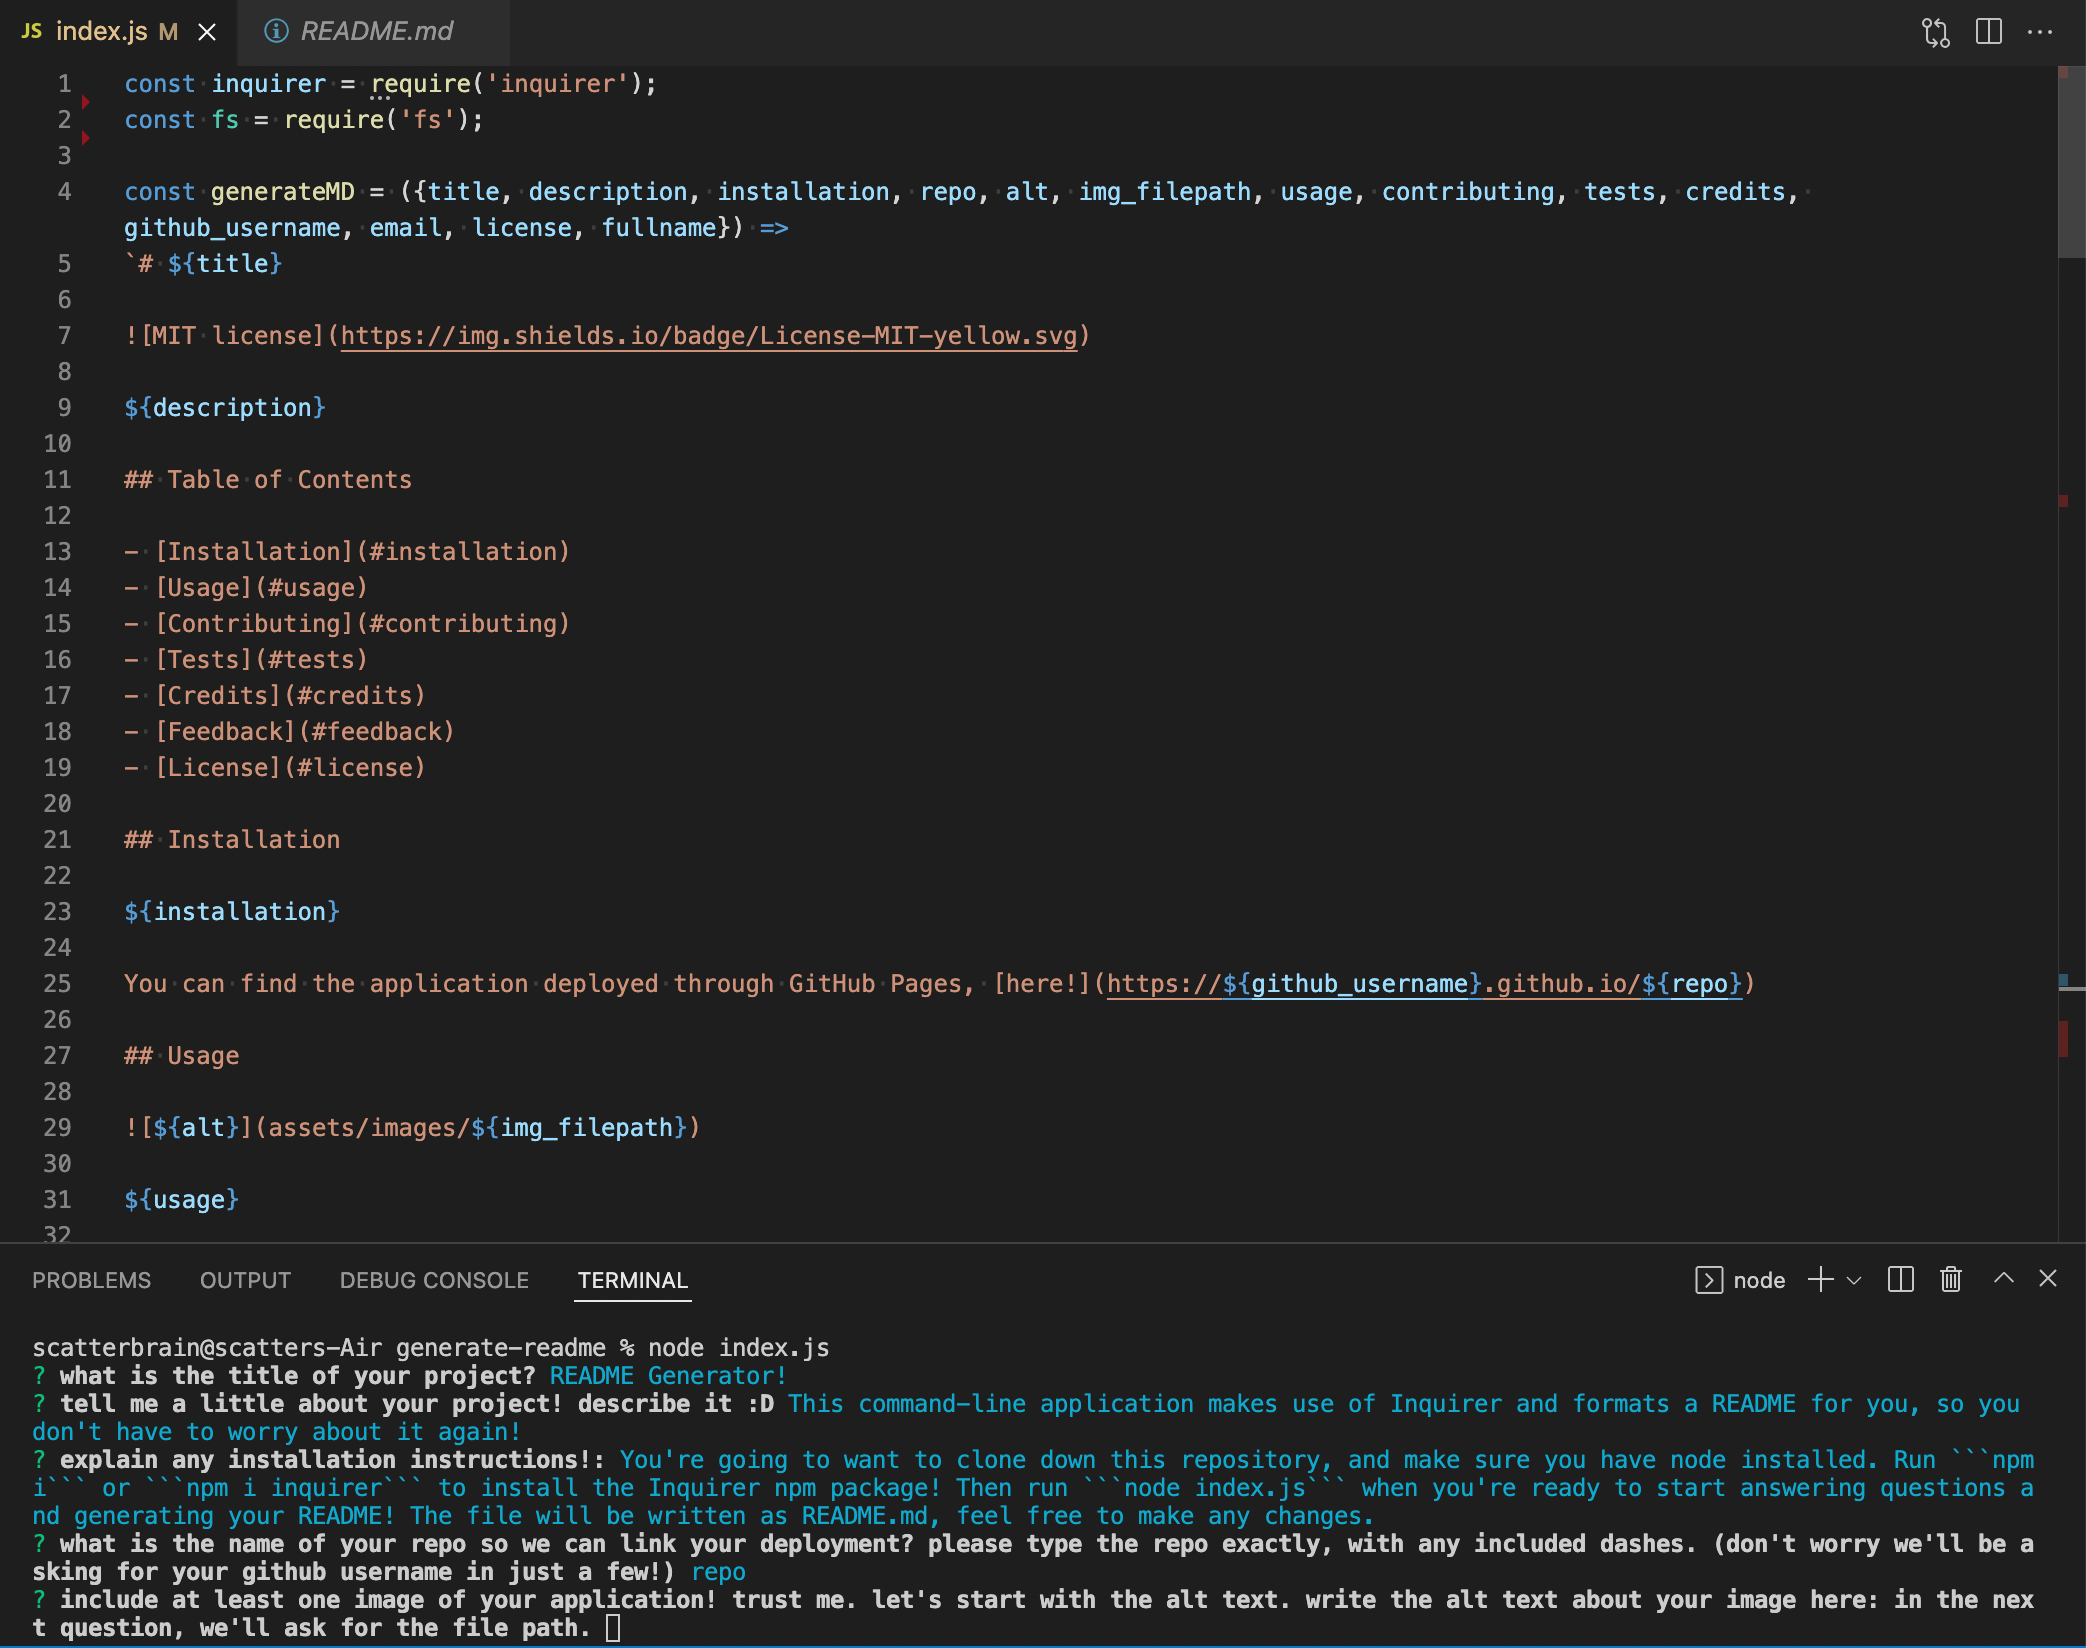 JS index.js M
README.md
1 const inquirer = require('inquirer');
2 const fs = require('fs');
3
4 const generateMD = ({title, description, installation, repo, alt, img_filepath, usage, contributing, tests, credits,
github_username, email, license, fullname}) =>
5 `# ${title}
6
7 ![MIT license](https://img.shields.io/badge/License-MIT-yellow.svg)
8
9 ${description}
10
11 ## Table of Contents
12
13 - [Installation](#installation)
14 - [Usage](#usage)
15 - [Contributing](#contributing)
16 - [Tests](#tests)
17 - [Credits](#credits)
18 - [Feedback](#feedback)
19 - [License](#license)
20
21 ## Installation
22
23 ${installation}
24
25 You can find the application deployed through GitHub Pages, [here!](https://${github_username}.github.io/${repo})
26
27 ## Usage
28
29 ![${alt}](assets/images/${img_filepath})
30
31 ${usage}
32
PROBLEMS OUTPUT DEBUG CONSOLE TERMINAL node
scatterbrain@scatters-Air generate-readme % node index.js
? what is the title of your project? README Generator!
? tell me a little about your project! describe it :D This command-line application makes use of Inquirer and formats a README for you, so you
don't have to worry about it again!
? explain any installation instructions!: You're going to want to clone down this repository, and make sure you have node installed. Run ```npm
i``` or ```npm i inquirer``` to install the Inquirer npm package! Then run ```node index.js``` when you're ready to start answering questions a
nd generating your README! The file will be written as README.md, feel free to make any changes.
? what is the name of your repo so we can link your deployment? please type the repo exactly, with any included dashes. (don't worry we'll be a
sking for your github username in just a few!) repo
? include at least one image of your application! trust me. let's start with the alt text. write the alt text about your image here: in the nex
t question, we'll ask for the file path.